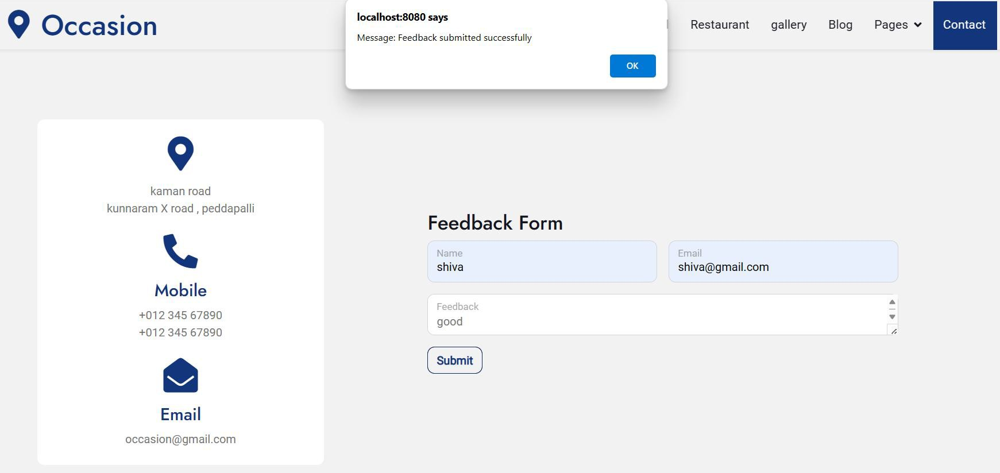 Occasion
localhost:8080 says
Message: Feedback submitted successfully
OK
Restaurant gallery Blog Pages Contact
kaman road
kunnaram X road , peddapalli
Mobile
+012 345 67890
+012 345 67890
Email
occasion@gmail.com
Feedback Form
Name
shiva
Email
shiva@gmail.com
Feedback
good
Submit